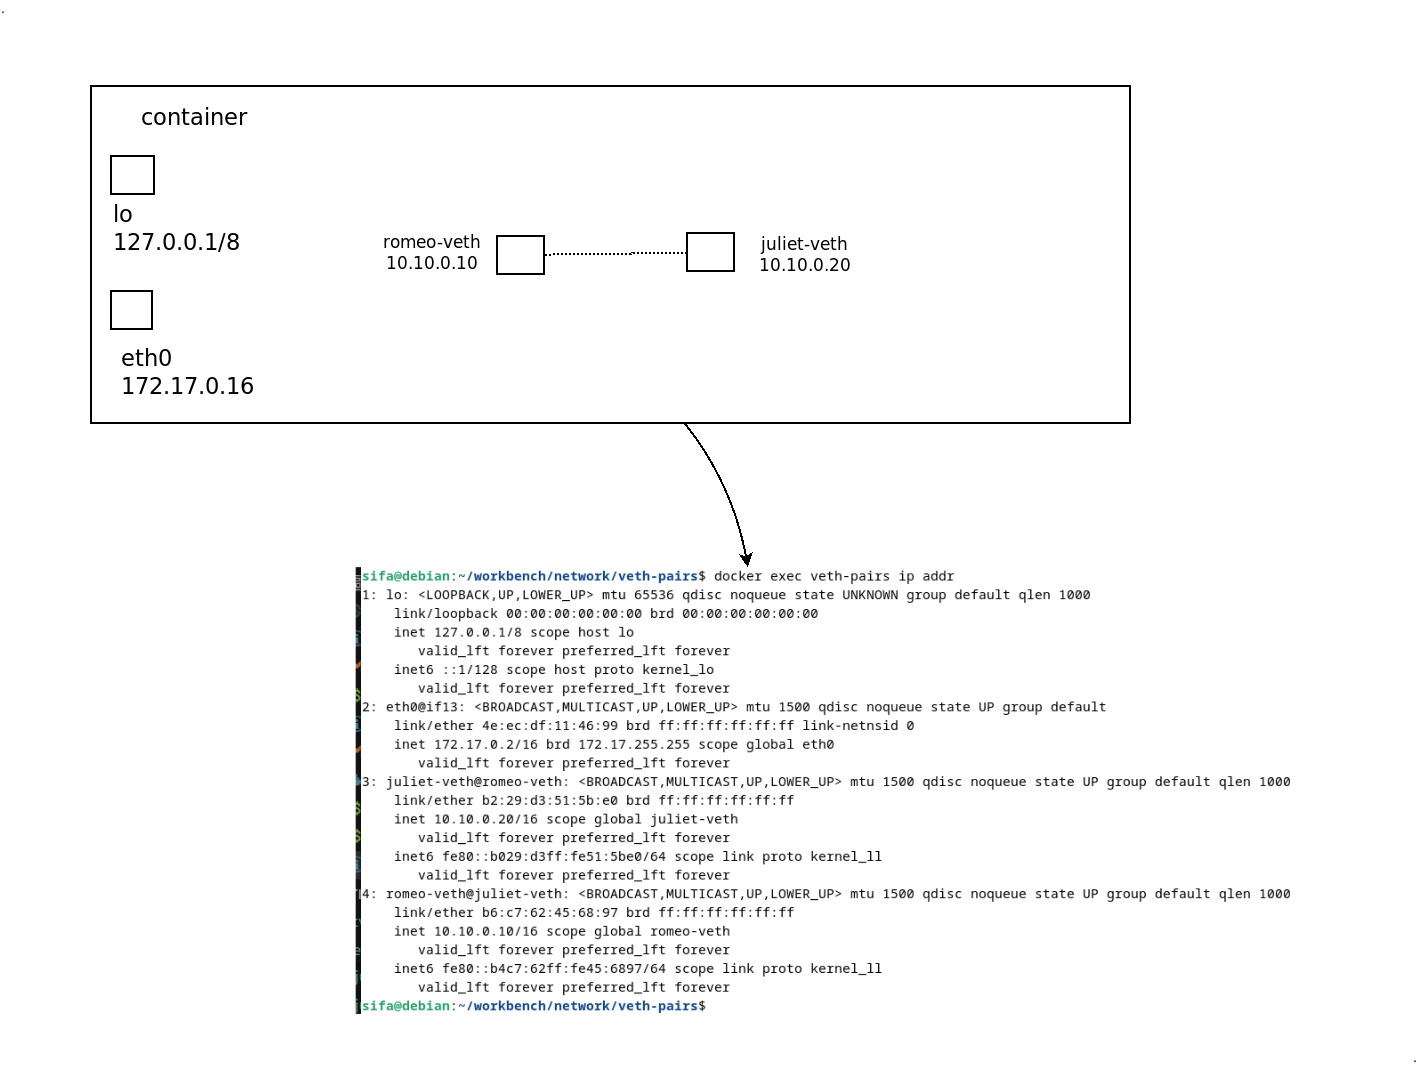 container
lo
127.0.0.1/8
romeo-veth
10.10.0.10
juliet-veth
10.10.0.20
eth0
172.17.0.16
sifa@debian:~/workbench/network/veth-pairs$ docker exec veth-pairs ip addr
1: lo: <LOOPBACK,UP,LOWER_UP> mtu 65536 qdisc noqueue state UNKNOWN group default qlen 1000
    link/loopback 00:00:00:00:00:00 brd 00:00:00:00:00:00
    inet 127.0.0.1/8 scope host lo
       valid_lft forever preferred_lft forever
    inet6 ::1/128 scope host proto kernel_lo
       valid_lft forever preferred_lft forever
2: eth0@if13: <BROADCAST,MULTICAST,UP,LOWER_UP> mtu 1500 qdisc noqueue state UP group default
    link/ether 4e:ec:df:11:46:99 brd ff:ff:ff:ff:ff:ff link-netnsid 0
    inet 172.17.0.2/16 brd 172.17.255.255 scope global eth0
       valid_lft forever preferred_lft forever
3: juliet-veth@romeo-veth: <BROADCAST,MULTICAST,UP,LOWER_UP> mtu 1500 qdisc noqueue state UP group default qlen 1000
    link/ether b2:29:d3:51:5b:e0 brd ff:ff:ff:ff:ff:ff
    inet 10.10.0.20/16 scope global juliet-veth
       valid_lft forever preferred_lft forever
    inet6 fe80::b029:d3ff:fe51:5be0/64 scope link proto kernel_ll
       valid_lft forever preferred_lft forever
4: romeo-veth@juliet-veth: <BROADCAST,MULTICAST,UP,LOWER_UP> mtu 1500 qdisc noqueue state UP group default qlen 1000
    link/ether b6:c7:62:45:68:97 brd ff:ff:ff:ff:ff:ff
    inet 10.10.0.10/16 scope global romeo-veth
       valid_lft forever preferred_lft forever
    inet6 fe80::b4c7:62ff:fe45:6897/64 scope link proto kernel_ll
       valid_lft forever preferred_lft forever
sifa@debian:~/workbench/network/veth-pairs$